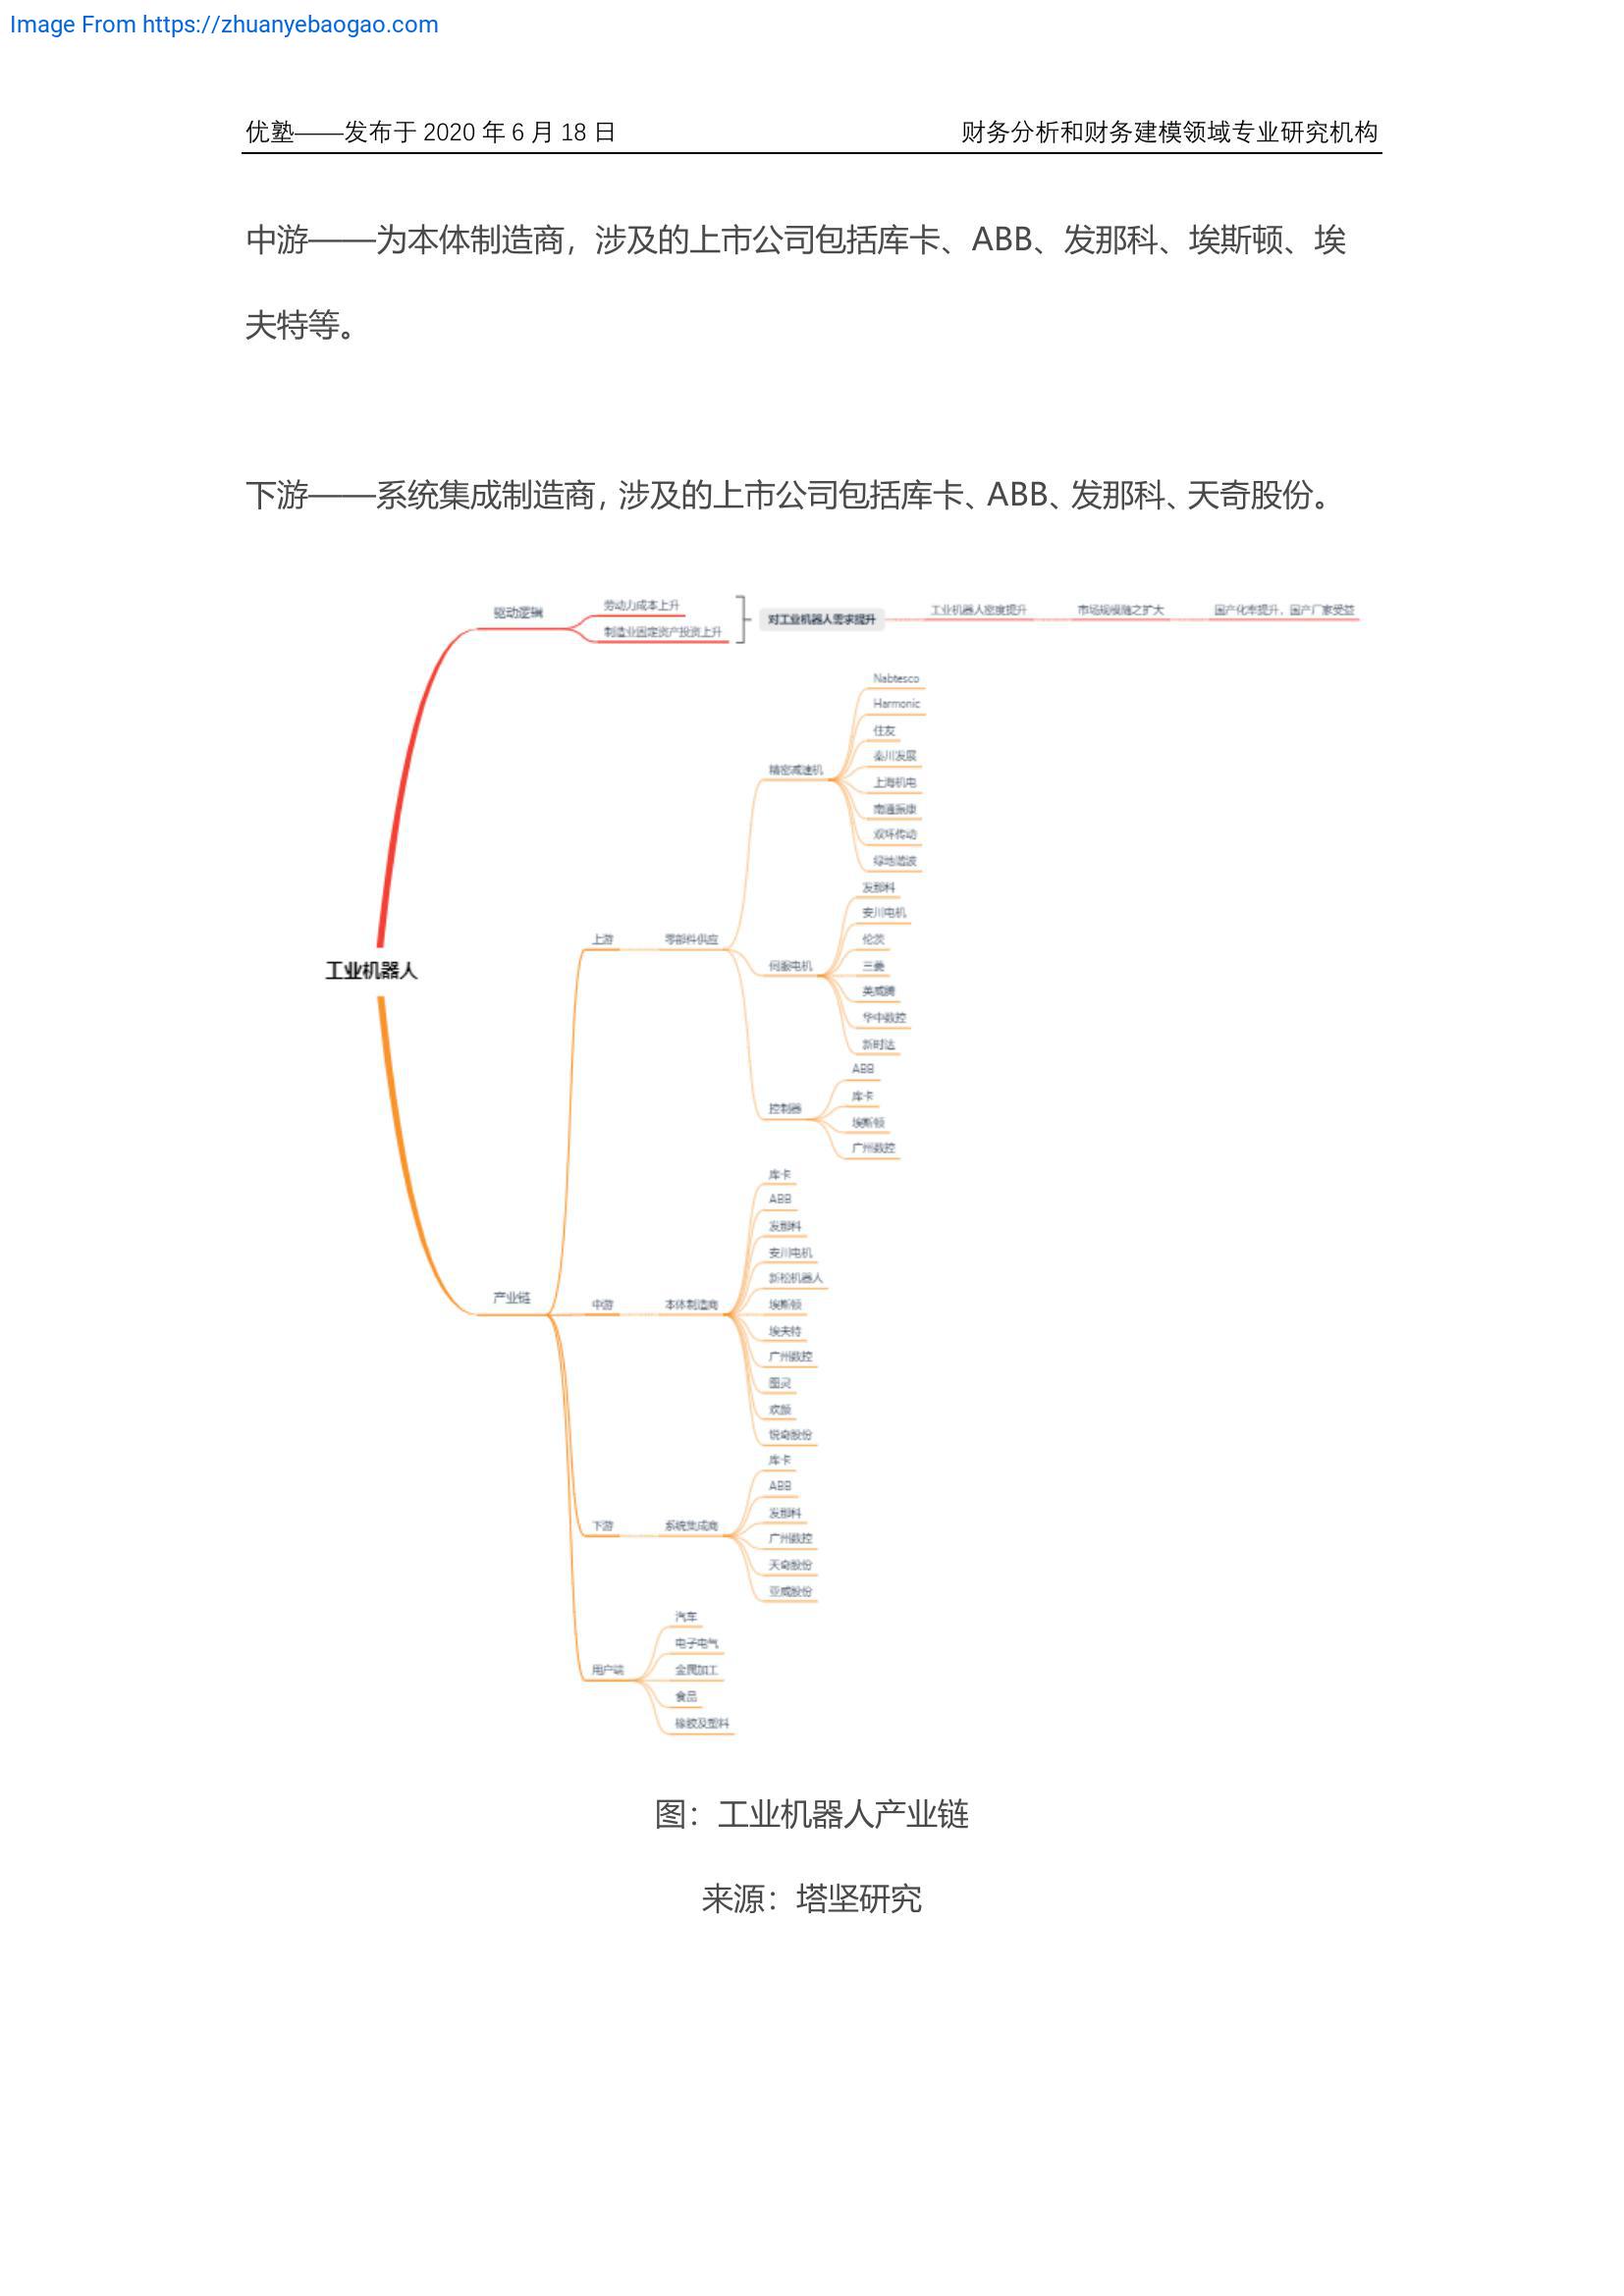 Image From https://zhuanyebaogao.com
优塾——发布于 2020 年 6 月 18 日
财务分析和财务建模领域专业研究机构
中游——为本体制造商，涉及的上市公司包括库卡、ABB、发那科、埃斯顿、埃
夫特等。
下游——系统集成制造商，涉及的上市公司包括库卡、ABB、发那科、天奇股份。
工业机器人
驱动逻辑
劳动力成本上升
制造业固定资产投资上升
对工业机器人需求提升
工业机器人密度提升
市场规模随之扩大
国产化率提升、国产厂家受益
产业链
上游
零部件供应
精密减速机
Nabtesco
Harmonic
住友
秦川发展
上海机电
南通振康
双环传动
绿地谐波
伺服电机
发那科
安川电机
伦茨
三菱
英威腾
华中数控
新时达
控制器
ABB
库卡
埃斯顿
广州数控
中游
本体制造商
库卡
ABB
发那科
安川电机
新松机器人
埃斯顿
埃夫特
广州数控
图灵
欢颜
锐奇股份
下游
系统集成商
库卡
ABB
发那科
广州数控
天奇股份
亚威股份
用户端
汽车
电子电气
金属加工
食品
橡胶及塑料
图：工业机器人产业链
来源：塔坚研究